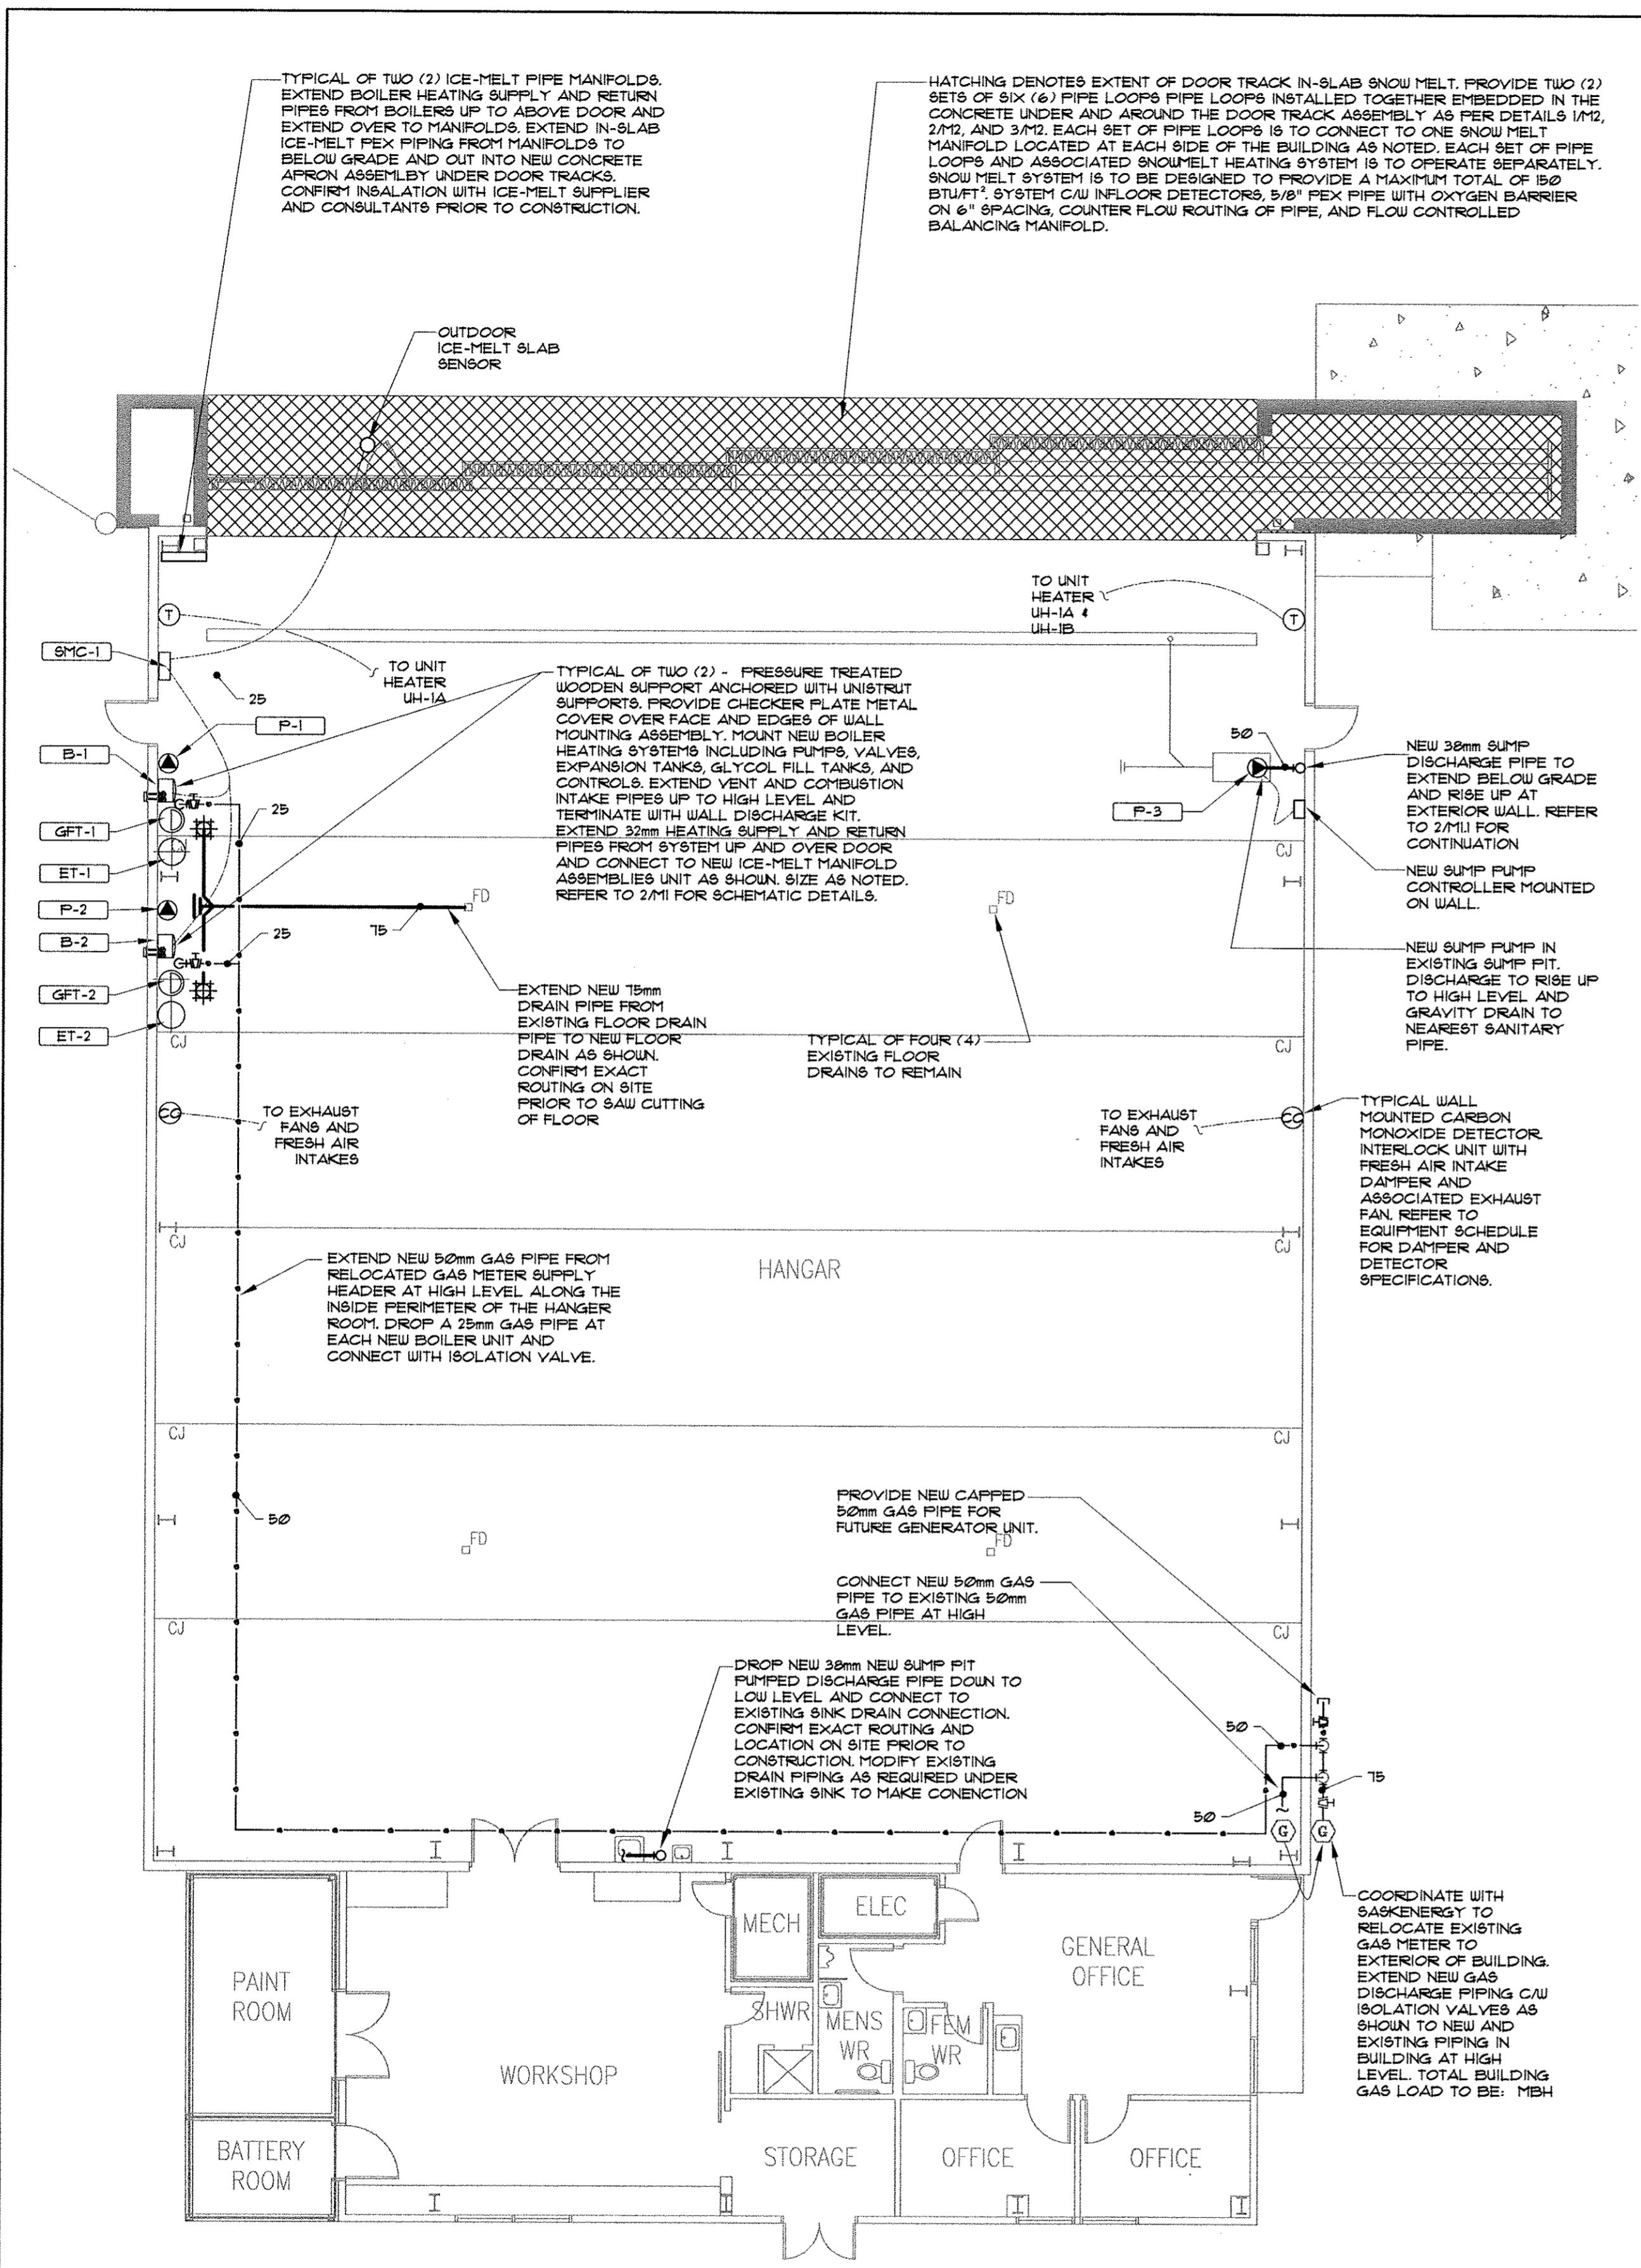 TYPICAL OF TWO (2) ICE-MELT PIPE MANIFOLDS.
EXTEND BOILER HEATING SUPPLY AND RETURN
PIPES FROM BOILERS UP TO ABOVE DOOR AND
EXTEND OVER TO MANIFOLDS. EXTEND IN-SLAB
ICE-MELT PEX PIPING FROM MANIFOLDS TO
BELOW GRADE AND OUT INTO NEW CONCRETE
APRON ASSEMLBY UNDER DOOR TRACKS.
CONFIRM INSALATION WITH ICE-MELT SUPPLIER
AND CONSULTANTS PRIOR TO CONSTRUCTION.
HATCHING DENOTES EXTENT OF DOOR TRACK IN-SLAB SNOW MELT. PROVIDE TWO (2)
SETS OF SIX (6) PIPE LOOPS PIPE LOOPS INSTALLED TOGETHER EMBEDDED IN THE
CONCRETE UNDER AND AROUND THE DOOR TRACK ASSEMBLY AS PER DETAILS 1/M2,
2/M2, AND 3/M2. EACH SET OF PIPE LOOPS IS TO CONNECT TO ONE SNOW MELT
MANIFOLD LOCATED AT EACH SIDE OF THE BUILDING AS NOTED. EACH SET OF PIPE
LOOPS AND ASSOCIATED SNOWMELT HEATING SYSTEM IS TO OPERATE SEPARATELY.
SNOW MELT SYSTEM IS TO BE DESIGNED TO PROVIDE A MAXIMUM TOTAL OF 150
BTU/FT². SYSTEM C/W INFLOOR DETECTORS, 5/8" PEX PIPE WITH OXYGEN BARRIER
ON 6" SPACING, COUNTER FLOW ROUTING OF PIPE, AND FLOW CONTROLLED
BALANCING MANIFOLD.
OUTDOOR
ICE-MELT SLAB
SENSOR
TO UNIT
HEATER
UH-1A &
UH-1B
T
T
SMC-1
TO UNIT
HEATER
UH-1A
25
P-1
TYPICAL OF TWO (2) - PRESSURE TREATED
WOODEN SUPPORT ANCHORED WITH UNISTRUT
SUPPORTS. PROVIDE CHECKER PLATE METAL
COVER OVER FACE AND EDGES OF WALL
MOUNTING ASSEMBLY. MOUNT NEW BOILER
HEATING SYSTEMS INCLUDING PUMPS, VALVES,
EXPANSION TANKS, GLYCOL FILL TANKS, AND
CONTROLS. EXTEND VENT AND COMBUSTION
INTAKE PIPES UP TO HIGH LEVEL AND
TERMINATE WITH WALL DISCHARGE KIT.
EXTEND 32mm HEATING SUPPLY AND RETURN
PIPES FROM SYSTEM UP AND OVER DOOR
AND CONNECT TO NEW ICE-MELT MANIFOLD
ASSEMBLIES UNIT AS SHOWN. SIZE AS NOTED.
REFER TO 2/M1 FOR SCHEMATIC DETAILS.
B-1
GFT-1
ET-1
P-2
B-2
GFT-2
ET-2
25
75
FD
25
FD
50
P-3
NEW 38mm SUMP
DISCHARGE PIPE TO
EXTEND BELOW GRADE
AND RISE UP AT
EXTERIOR WALL. REFER
TO 2/M1.1 FOR
CONTINUATION
NEW SUMP PUMP
CONTROLLER MOUNTED
ON WALL.
NEW SUMP PUMP IN
EXISTING SUMP PIT.
DISCHARGE TO RISE UP
TO HIGH LEVEL AND
GRAVITY DRAIN TO
NEAREST SANITARY
PIPE.
CJ
EXTEND NEW 75mm
DRAIN PIPE FROM
EXISTING FLOOR DRAIN
PIPE TO NEW FLOOR
DRAIN AS SHOWN.
CONFIRM EXACT
ROUTING ON SITE
PRIOR TO SAW CUTTING
OF FLOOR
TYPICAL OF FOUR (4)
EXISTING FLOOR
DRAINS TO REMAIN
CJ
CJ
CO
TO EXHAUST
FANS AND
FRESH AIR
INTAKES
TO EXHAUST
FANS AND
FRESH AIR
INTAKES
CO
TYPICAL WALL
MOUNTED CARBON
MONOXIDE DETECTOR.
INTERLOCK UNIT WITH
FRESH AIR INTAKE
DAMPER AND
ASSOCIATED EXHAUST
FAN. REFER TO
EQUIPMENT SCHEDULE
FOR DAMPER AND
DETECTOR
SPECIFICATIONS.
CJ
CJ
EXTEND NEW 50mm GAS PIPE FROM
RELOCATED GAS METER SUPPLY
HEADER AT HIGH LEVEL ALONG THE
INSIDE PERIMETER OF THE HANGER
ROOM. DROP A 25mm GAS PIPE AT
EACH NEW BOILER UNIT AND
CONNECT WITH ISOLATION VALVE.
HANGAR
CJ
CJ
50
FD
PROVIDE NEW CAPPED
50mm GAS PIPE FOR
FUTURE GENERATOR UNIT.
FD
CONNECT NEW 50mm GAS
PIPE TO EXISTING 50mm
GAS PIPE AT HIGH
LEVEL.
CJ
CJ
DROP NEW 38mm NEW SUMP PIT
PUMPED DISCHARGE PIPE DOWN TO
LOW LEVEL AND CONNECT TO
EXISTING SINK DRAIN CONNECTION.
CONFIRM EXACT ROUTING AND
LOCATION ON SITE PRIOR TO
CONSTRUCTION. MODIFY EXISTING
DRAIN PIPING AS REQUIRED UNDER
EXISTING SINK TO MAKE CONENCTION
50
75
50
G
G
COORDINATE WITH
SASKENERGY TO
RELOCATE EXISTING
GAS METER TO
EXTERIOR OF BUILDING.
EXTEND NEW GAS
DISCHARGE PIPING C/W
ISOLATION VALVES AS
SHOWN TO NEW AND
EXISTING PIPING IN
BUILDING AT HIGH
LEVEL. TOTAL BUILDING
GAS LOAD TO BE: MBH
PAINT
ROOM
MECH
ELEC
GENERAL
OFFICE
SHWR
MENS
WR
FEM
WR
WORKSHOP
BATTERY
ROOM
STORAGE
OFFICE
OFFICE